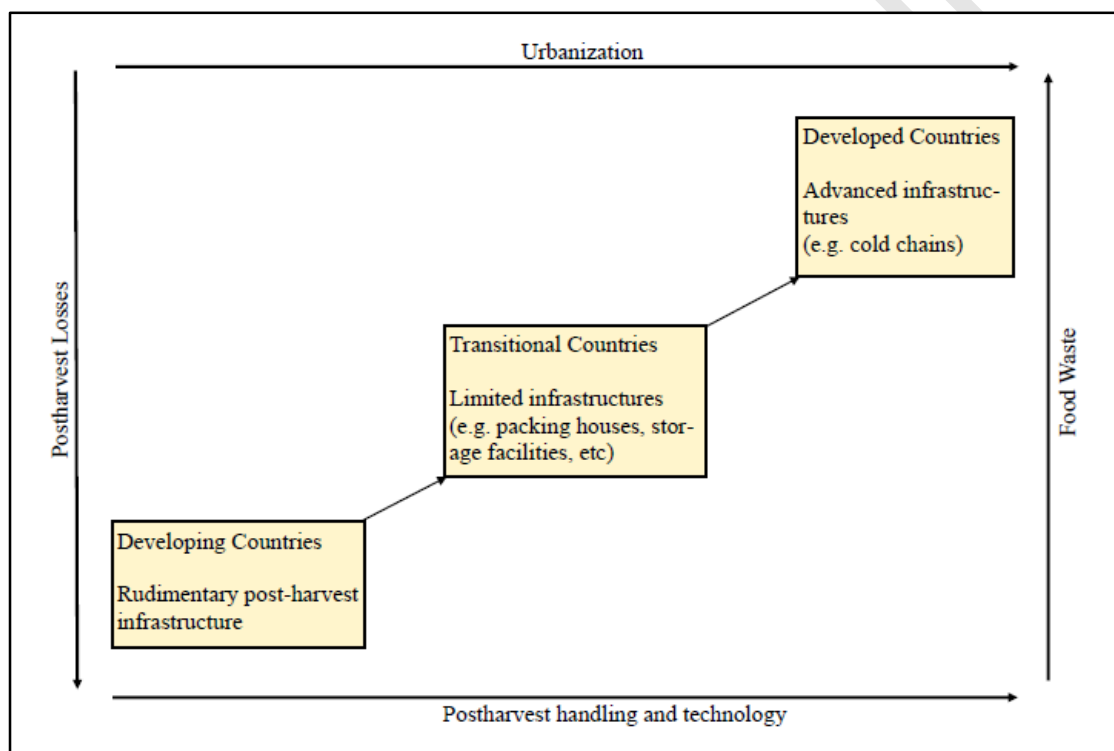 Urbanization
Postharvest Losses
Developed Countries
Advanced infrastruc-
tures
(e.g. cold chains)
Transitional Countries
Limited infrastructures
(e.g. packing houses, stor-
age facilities, etc)
Developing Countries
Rudimentary post-harvest
infrastructure
Food Waste
Postharvest handling and technology